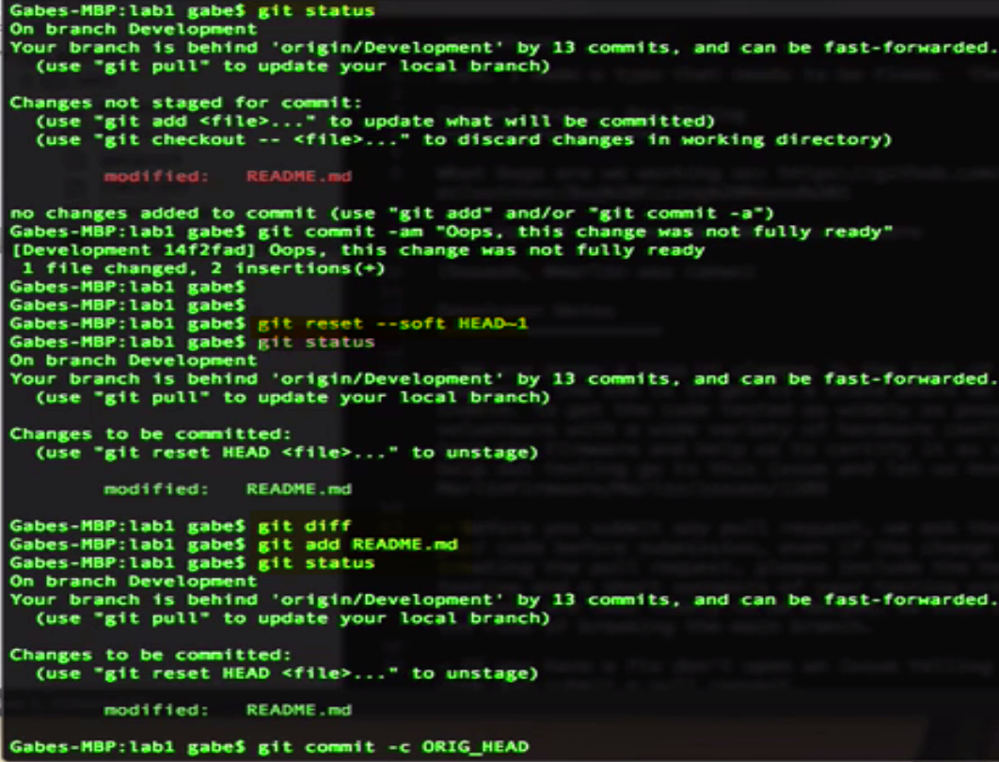 Gabes-MBP:lab1 gabe$ git status
On branch Development
Your branch is behind 'origin/Development' by 13 commits, and can be fast-forwarded.
  (use "git pull" to update your local branch)
Changes not staged for commit:
  (use "git add <file>..." to update what will be committed)
  (use "git checkout -- <file>..." to discard changes in working directory)
modified:   README.md
no changes added to commit (use "git add" and/or "git commit -a")
Gabes-MBP:lab1 gabe$ git commit -am "Oops, this change was not fully ready"
[Development 14f2fad] Oops, this change was not fully ready
 1 file changed, 2 insertions(+)
Gabes-MBP:lab1 gabe$
Gabes-MBP:lab1 gabe$
Gabes-MBP:lab1 gabe$ git reset --soft HEAD~1
Gabes-MBP:lab1 gabe$ git status
On branch Development
Your branch is behind 'origin/Development' by 13 commits, and can be fast-forwarded.
  (use "git pull" to update your local branch)
Changes to be committed:
  (use "git reset HEAD <file>..." to unstage)
modified:   README.md
Gabes-MBP:lab1 gabe$ git diff
Gabes-MBP:lab1 gabe$ git add README.md
Gabes-MBP:lab1 gabe$ git status
On branch Development
Your branch is behind 'origin/Development' by 13 commits, and can be fast-forwarded.
  (use "git pull" to update your local branch)
Changes to be committed:
  (use "git reset HEAD <file>..." to unstage)
modified:   README.md
Gabes-MBP:lab1 gabe$ git commit -c ORIG_HEAD